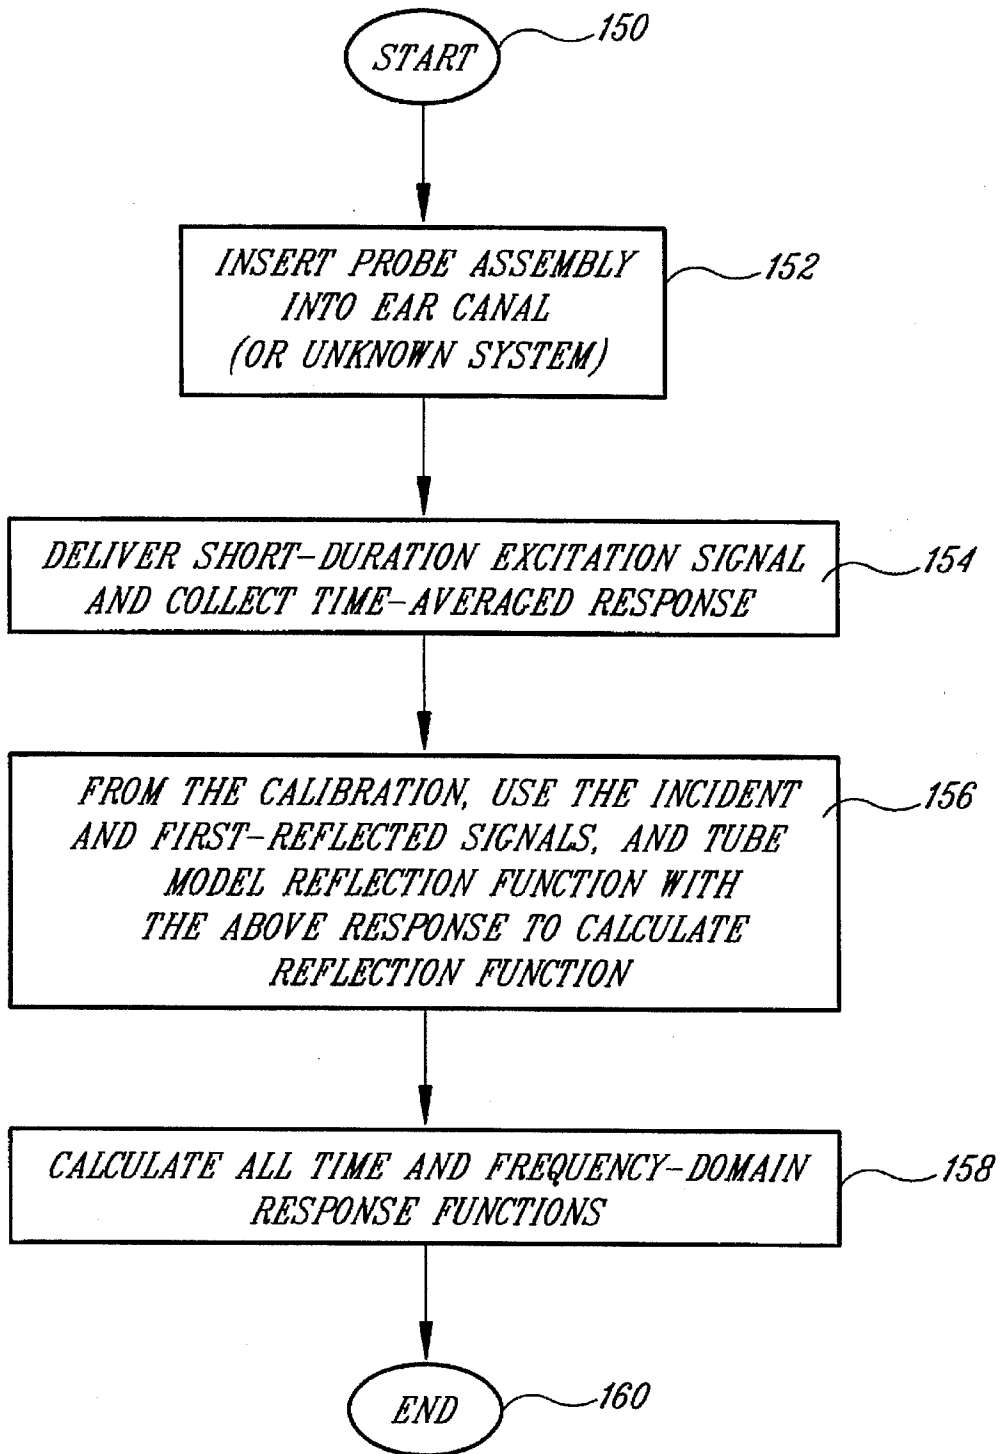 START
150
INSERT PROBE ASSEMBLY
INTO EAR CANAL
(OR UNKNOWN SYSTEM)
152
DELIVER SHORT-DURATION EXCITATION SIGNAL
AND COLLECT TIME-AVERAGED RESPONSE
154
FROM THE CALIBRATION, USE THE INCIDENT
AND FIRST-REFLECTED SIGNALS, AND TUBE
MODEL REFLECTION FUNCTION WITH
THE ABOVE RESPONSE TO CALCULATE
REFLECTION FUNCTION
156
CALCULATE ALL TIME AND FREQUENCY-DOMAIN
RESPONSE FUNCTIONS
158
END
160